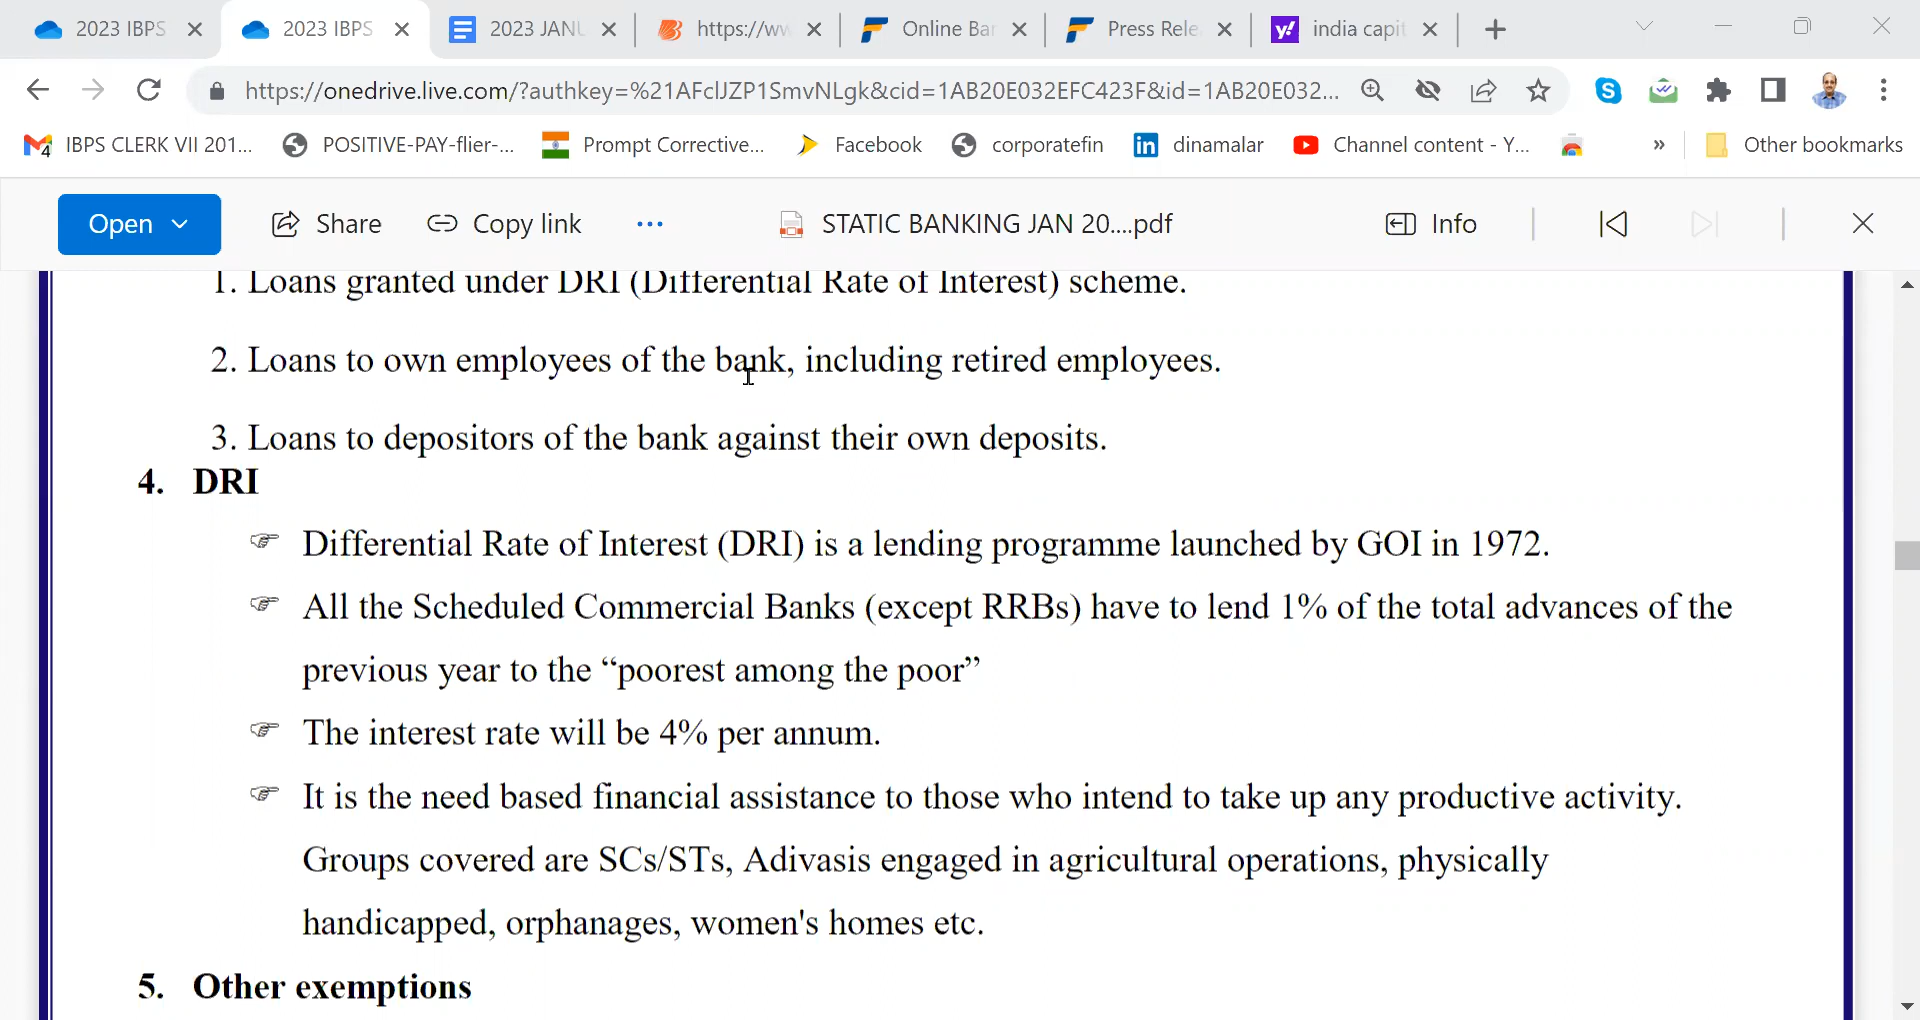 2023 IBPS
2023 IBPS
2023 JANU
https://ww
Online Bar
Press Rele
india capit
https://onedrive.live.com/?authkey=%21AFclJZP1SmvNLgk&cid=1AB20E032EFC423F&id=1AB20E032...
IBPS CLERK VII 201...
POSITIVE-PAY-flier-...
Prompt Corrective...
Facebook
corporatefin
dinamalar
Channel content - Y...
»
Other bookmarks
Open
Share
Copy link
...
STATIC BANKING JAN 20....pdf
Info
1. Loans granted under DRI (Differential Rate of Interest) scheme.
2. Loans to own employees of the bank, including retired employees.
3. Loans to depositors of the bank against their own deposits.
4. DRI
☞ Differential Rate of Interest (DRI) is a lending programme launched by GOI in 1972.
☞ All the Scheduled Commercial Banks (except RRBs) have to lend 1% of the total advances of the
previous year to the “poorest among the poor”
☞ The interest rate will be 4% per annum.
☞ It is the need based financial assistance to those who intend to take up any productive activity.
Groups covered are SCs/STs, Adivasis engaged in agricultural operations, physically
handicapped, orphanages, women's homes etc.
5. Other exemptions